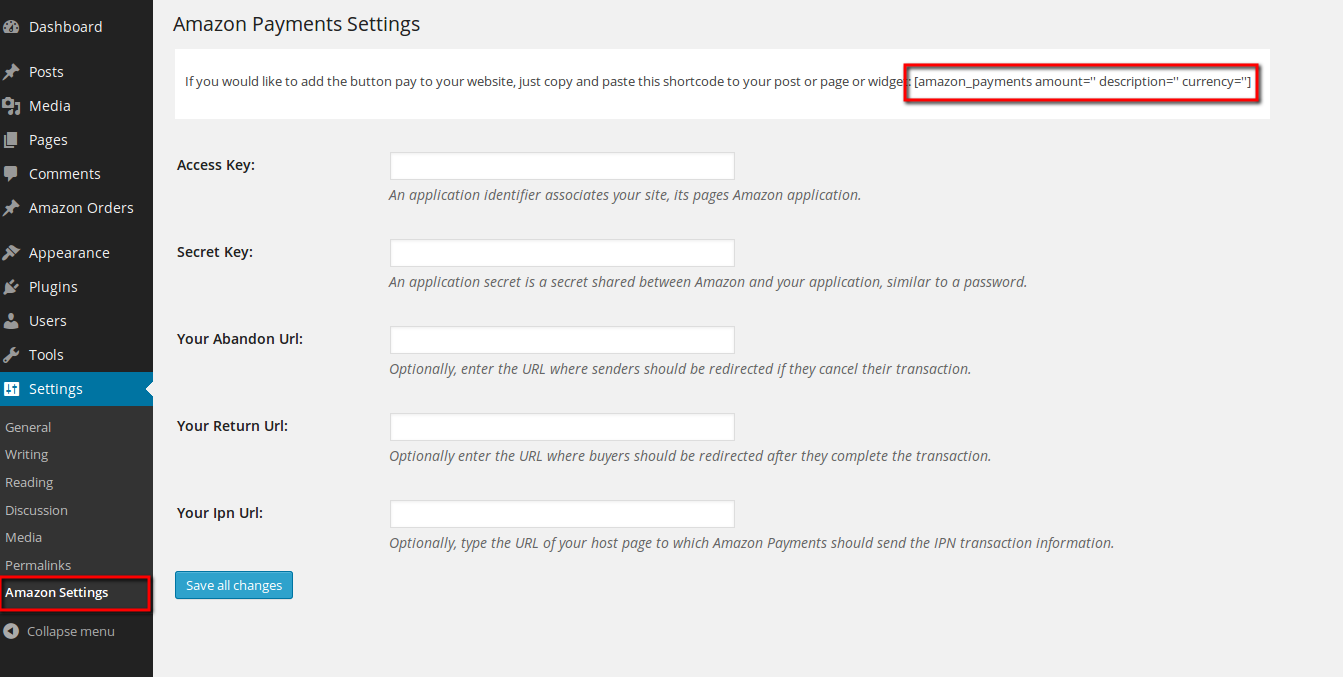 Dashboard
Posts
Media
Pages
Comments
Amazon Orders
Appearance
Plugins
Users
Tools
Settings
General
Writing
Reading
Discussion
Media
Permalinks
Amazon Settings
Collapse menu
Amazon Payments Settings
If you would like to add the button pay to your website, just copy and paste this shortcode to your post or page or widget: [amazon_payments amount='' description='' currency='']
Access Key:
An application identifier associates your site, its pages Amazon application.
Secret Key:
An application secret is a secret shared between Amazon and your application, similar to a password.
Your Abandon Url:
Optionally, enter the URL where senders should be redirected if they cancel their transaction.
Your Return Url:
Optionally enter the URL where buyers should be redirected after they complete the transaction.
Your Ipn Url:
Optionally, type the URL of your host page to which Amazon Payments should send the IPN transaction information.
Save all changes